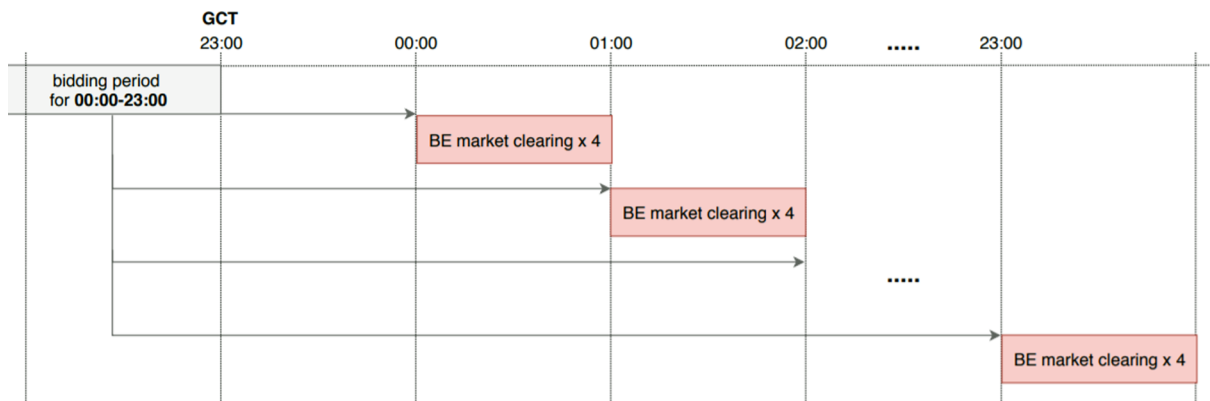 GCT
23:00
00:00
01:00
02:00
.....
23:00
bidding period
for 00:00-23:00
BE market clearing x 4
BE market clearing x 4
.....
BE market clearing x 4